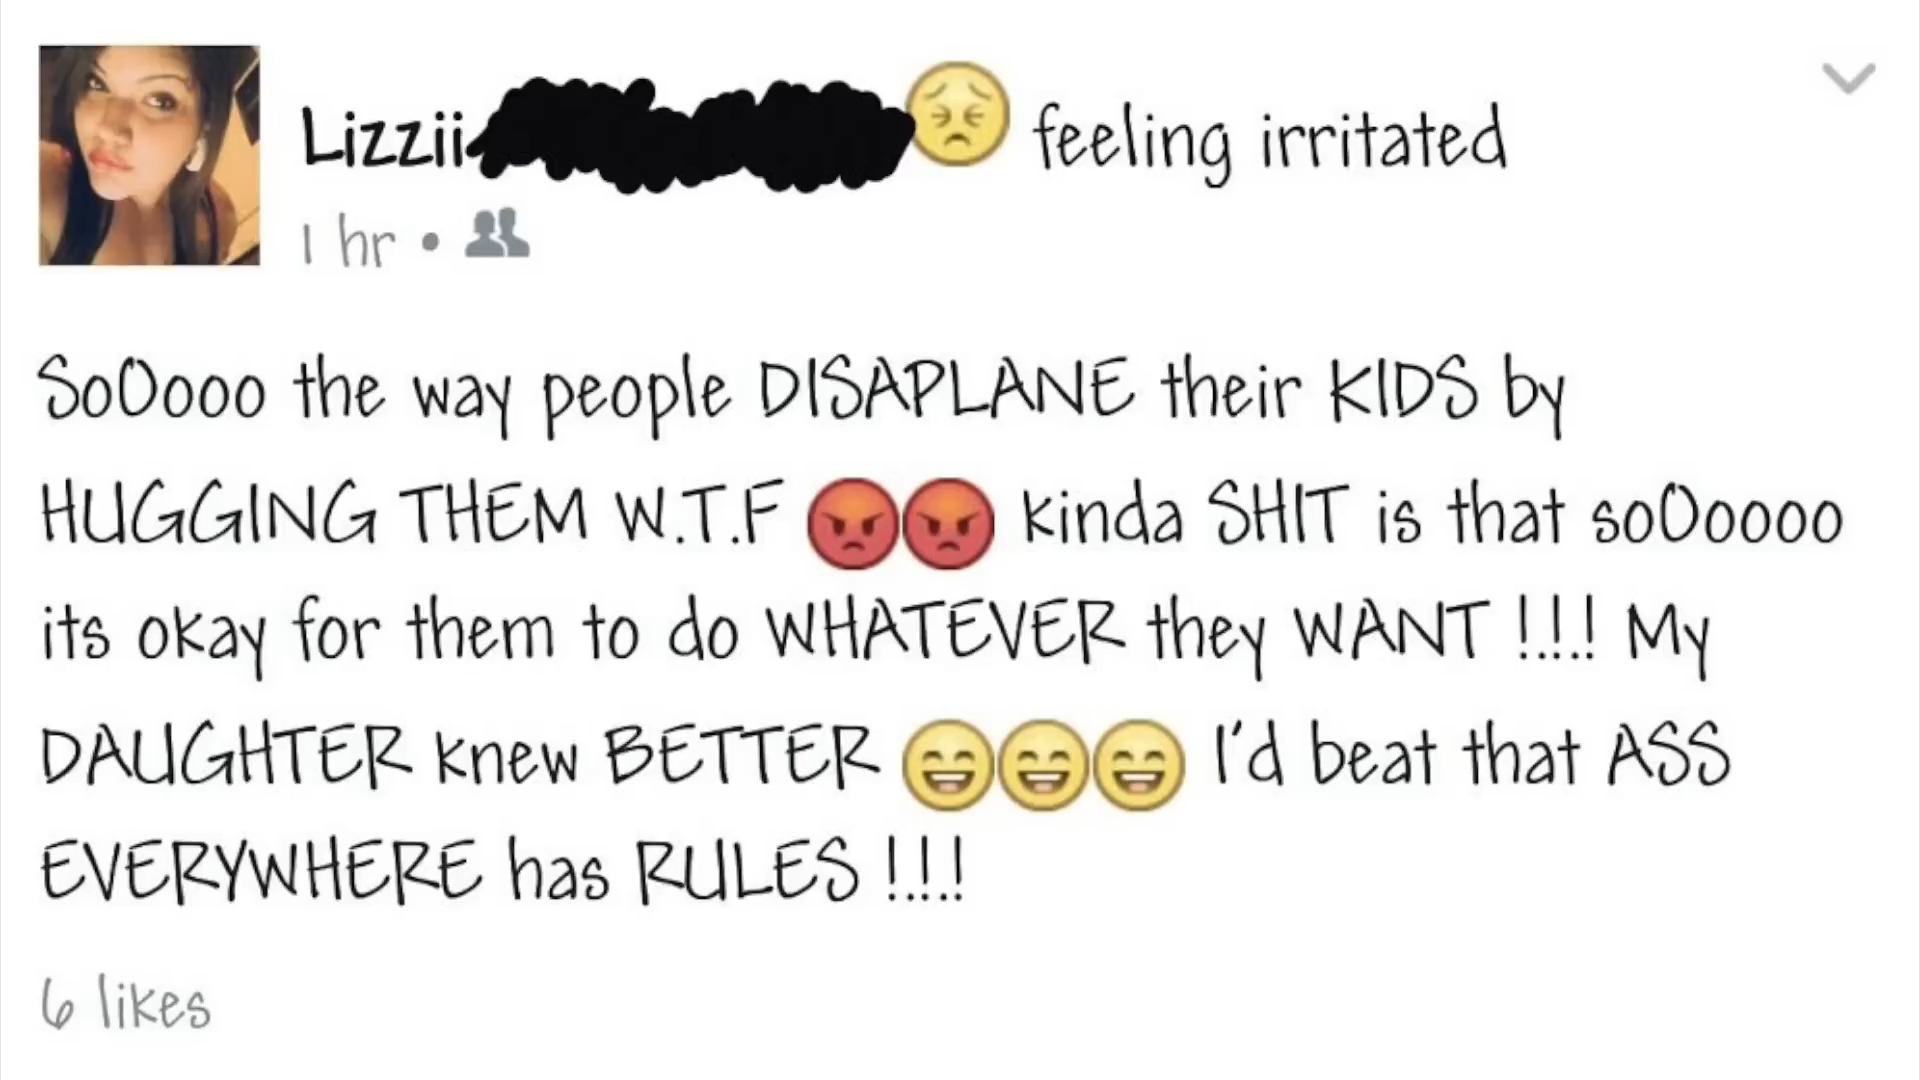 Lizzii 😣 feeling irritated
1 hr •
SoOooo the way people DISAPLANE their KIDS by
HUGGING THEM W.T.F 😡😡 kinda SHIT is that soOoooo
its okay for them to do WHATEVER they WANT !.!.! My
DAUGHTER knew BETTER 😄😄😄 I'd beat that ASS
EVERYWHERE has RULES !.!.!
6 likes